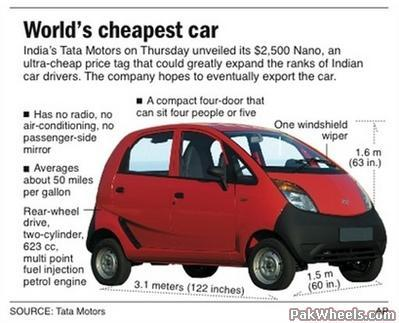 World's cheapest car
India's Tata Motors on Thursday unveiled its $2,500 Nano, an
ultra-cheap price tag that could greatly expand the ranks of Indian
car drivers. The company hopes to eventually export the car.
■ A compact four-door that
can sit four people or five
■ Has no radio, no
air-conditioning, no
passenger-side
mirror
One windshield
wiper
1.6 m
(63 in.)
■ Averages
about 50 miles
per gallon
Rear-wheel
drive,
two-cylinder,
623 cc,
multi point
fuel injection
petrol engine
3.1 meters (122 inches)
1.5 m
(60 in.)
SOURCE: Tata Motors
AP
PakWheels.com